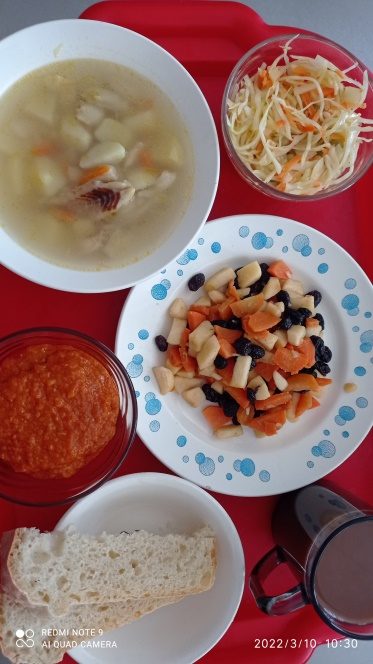 REDMI NOTE 9
AI QUAD CAMERA
2022/3/10 10:30